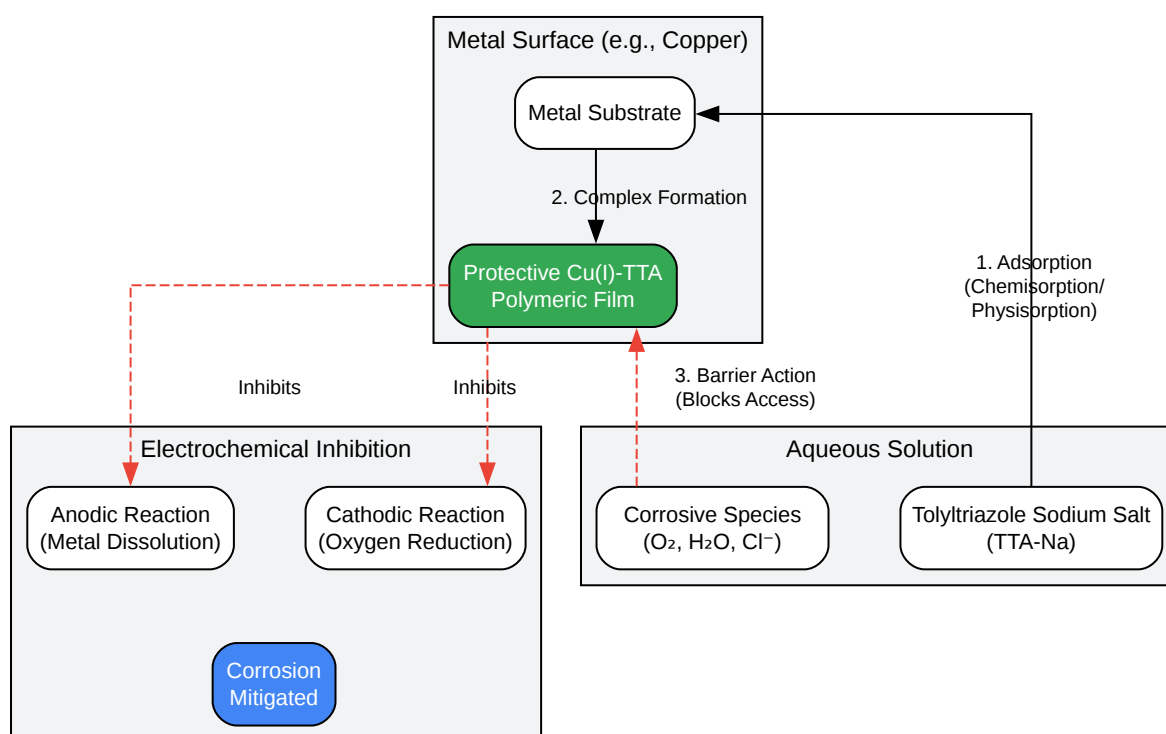 Metal Surface (e.g., Copper)
Metal Substrate
2. Complex Formation
Protective Cu(I)-TTA
Polymeric Film
1. Adsorption
(Chemisorption/
Physisorption)
Inhibits
Inhibits
3. Barrier Action
(Blocks Access)
Electrochemical Inhibition
Anodic Reaction
(Metal Dissolution)
Cathodic Reaction
(Oxygen Reduction)
Corrosion
Mitigated
Aqueous Solution
Corrosive Species
(O₂, H₂O, Cl⁻)
Tolyltriazole Sodium Salt
(TTA-Na)